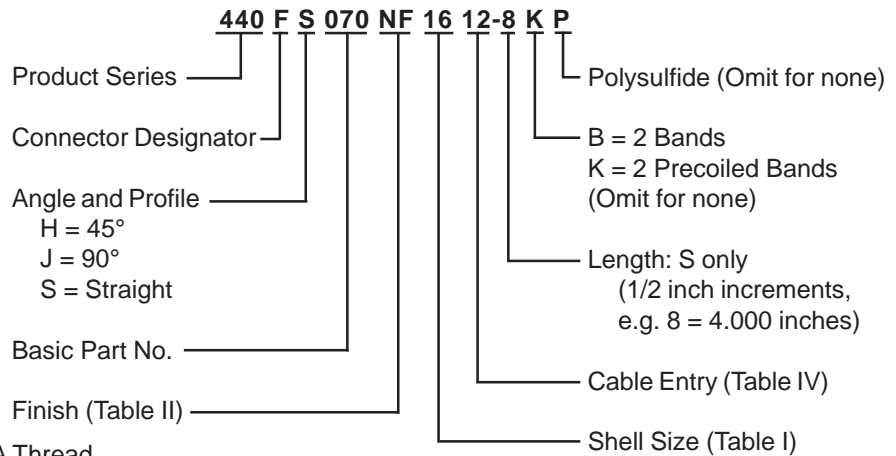 440 F S 070 NF 16 12-8 K P
Product Series
Connector Designator
Angle and Profile
H = 45°
J = 90°
S = Straight
Basic Part No.
Finish (Table II)
A Thread
Polysulfide (Omit for none)
B = 2 Bands
K = 2 Precoiled Bands
(Omit for none)
Length: S only
(1/2 inch increments,
e.g. 8 = 4.000 inches)
Cable Entry (Table IV)
Shell Size (Table I)